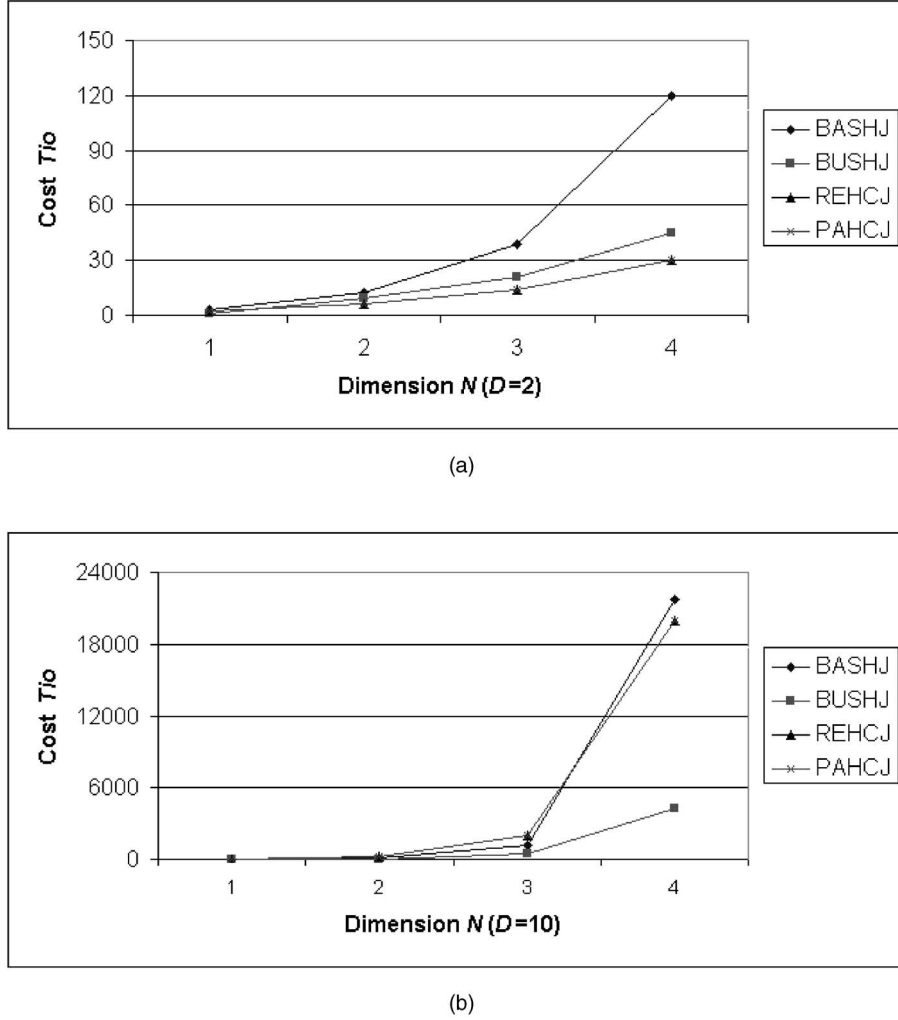 150
120
90
60
30
0
Cost Tio
1 2 3 4
Dimension N (D=2)
BASHJ
BUSHJ
REHCJ
PAHCJ
(a)
24000
18000
12000
6000
0
Cost Tio
1 2 3 4
Dimension N (D=10)
BASHJ
BUSHJ
REHCJ
PAHCJ
(b)